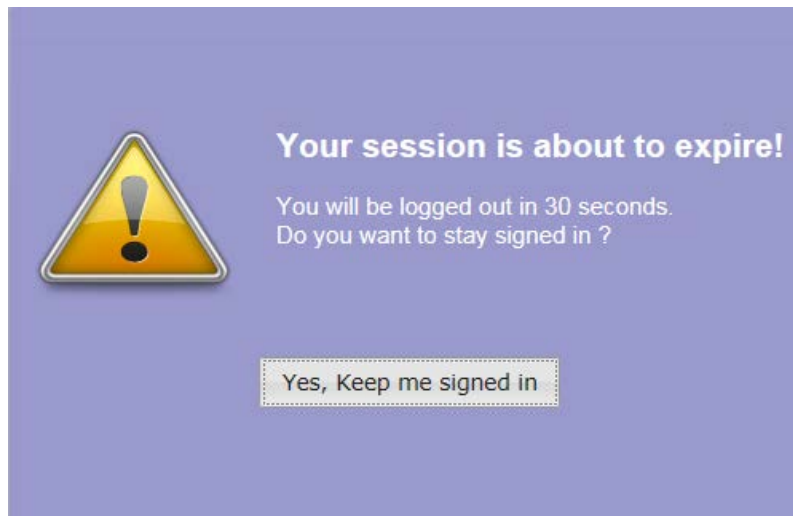 Your session is about to expire!
You will be logged out in 30 seconds.
Do you want to stay signed in ?
Yes, Keep me signed in